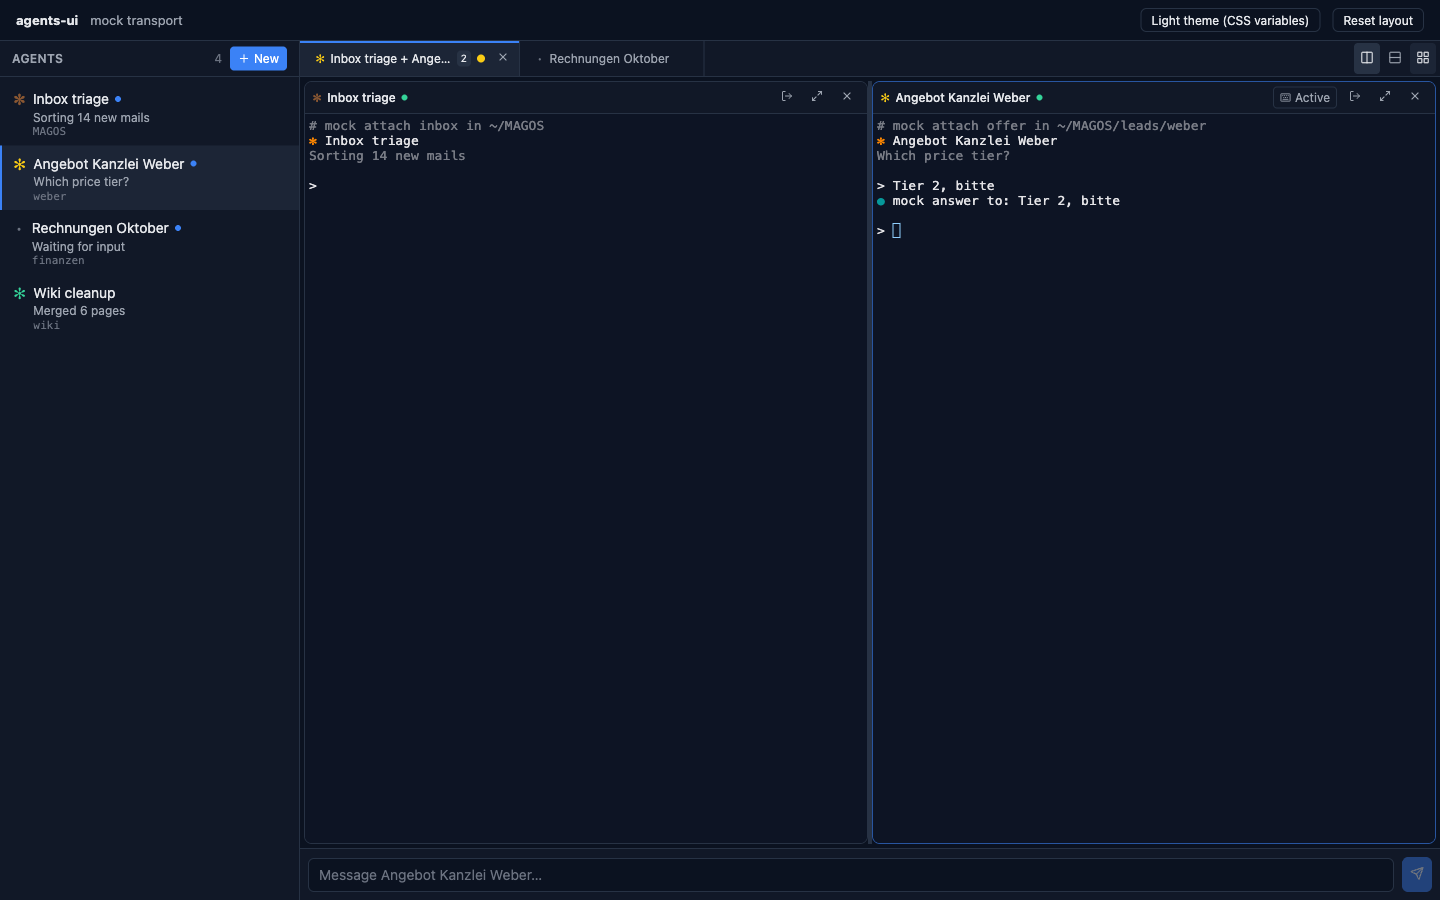 agents-ui mock transport
Light theme (CSS variables)
Reset layout
AGENTS 4 + New
Inbox triage
Sorting 14 new mails
MAGOS
Angebot Kanzlei Weber
Which price tier?
weber
Rechnungen Oktober
Waiting for input
finanzen
Wiki cleanup
Merged 6 pages
wiki
Inbox triage + Ange... 2
Rechnungen Oktober
Inbox triage
# mock attach inbox in ~/MAGOS
✱ Inbox triage
Sorting 14 new mails
>
Angebot Kanzlei Weber
Active
# mock attach offer in ~/MAGOS/leads/weber
✱ Angebot Kanzlei Weber
Which price tier?
> Tier 2, bitte
● mock answer to: Tier 2, bitte
>
Message Angebot Kanzlei Weber...